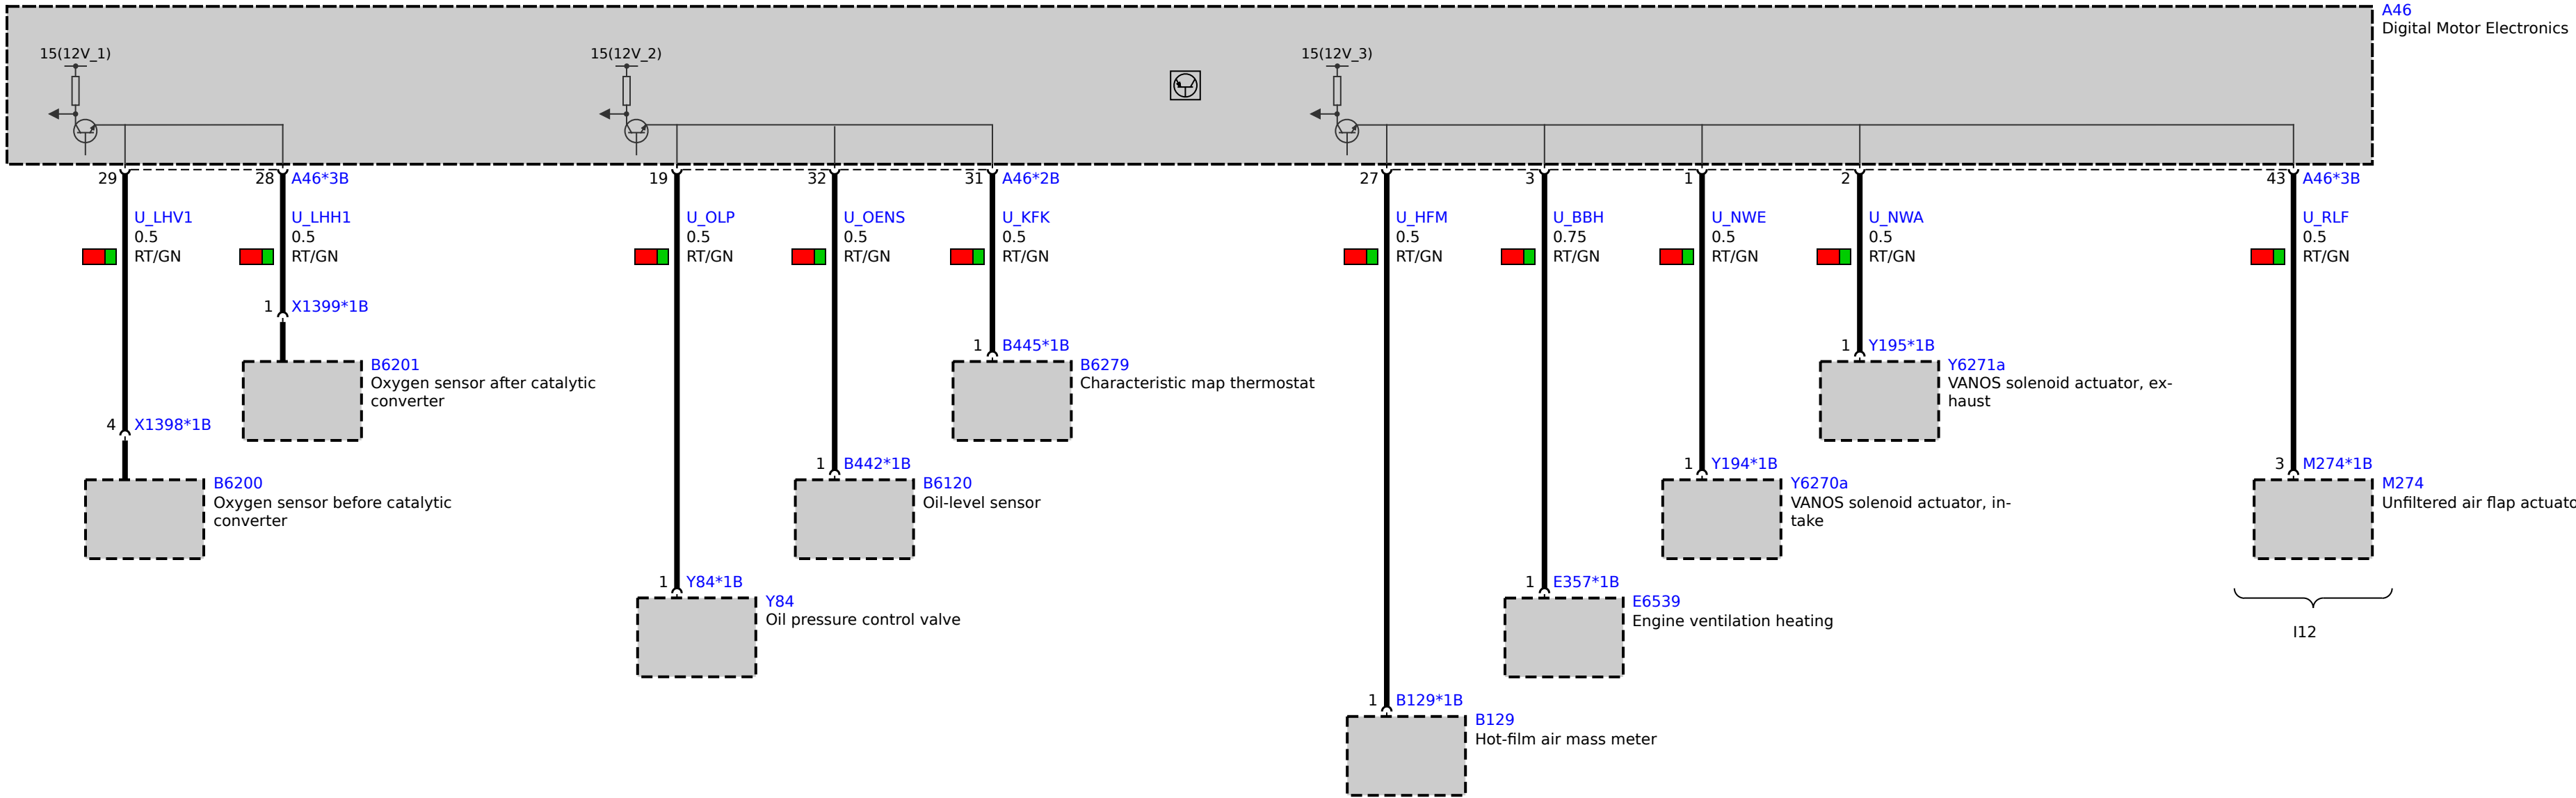 A46
Digital Motor Electronics
15(12V_1)
15(12V_2)
15(12V_3)
29
28
A46*3B
19
32
31
A46*2B
27
3
1
2
43
A46*3B
U_LHV1
0.5
RT/GN
U_LHH1
0.5
RT/GN
U_OLP
0.5
RT/GN
U_OENS
0.5
RT/GN
U_KFK
0.5
RT/GN
U_HFM
0.5
RT/GN
U_BBH
0.75
RT/GN
U_NWE
0.5
RT/GN
U_NWA
0.5
RT/GN
U_RLF
0.5
RT/GN
1
X1399*1B
B6201
Oxygen sensor after catalytic
converter
4
X1398*1B
B6200
Oxygen sensor before catalytic
converter
1
B445*1B
B6279
Characteristic map thermostat
1
B442*1B
B6120
Oil-level sensor
1
Y84*1B
Y84
Oil pressure control valve
1
Y195*1B
Y6271a
VANOS solenoid actuator, ex-
haust
1
Y194*1B
Y6270a
VANOS solenoid actuator, in-
take
1
E357*1B
E6539
Engine ventilation heating
1
B129*1B
B129
Hot-film air mass meter
3
M274*1B
M274
Unfiltered air flap actuato
I12